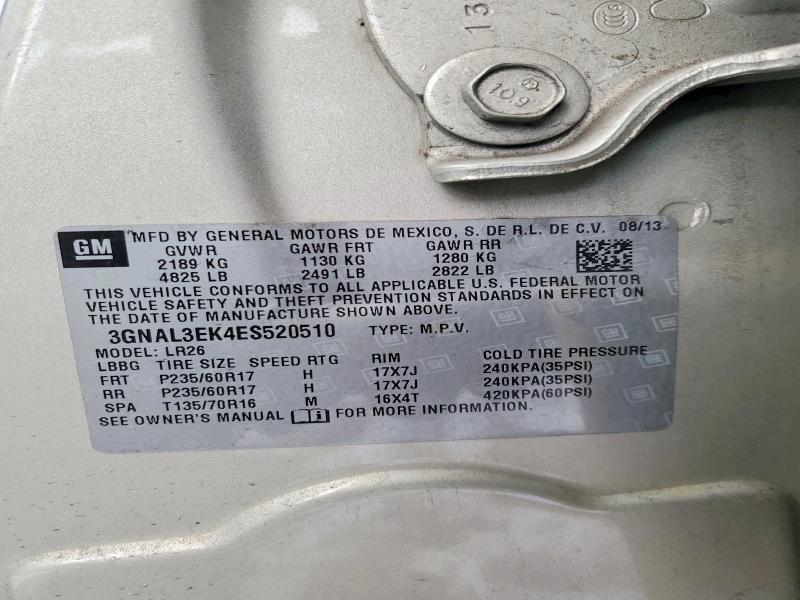 13
10.9
GM
MFD BY GENERAL MOTORS DE MEXICO, S. DE R.L. DE C.V. 08/13
GVWR GAWR FRT GAWR RR
2189 KG 1130 KG 1280 KG
4825 LB 2491 LB 2822 LB
THIS VEHICLE CONFORMS TO ALL APPLICABLE U.S. FEDERAL MOTOR
VEHICLE SAFETY AND THEFT PREVENTION STANDARDS IN EFFECT ON
THE DATE OF MANUFACTURE SHOWN ABOVE.
3GNAL3EK4ES520510 TYPE: M.P.V.
MODEL: LR26
LBBG TIRE SIZE SPEED RTG RIM COLD TIRE PRESSURE
FRT P235/60R17 H 17X7J 240KPA(35PSI)
RR P235/60R17 H 17X7J 240KPA(35PSI)
SPA T135/70R16 M 16X4T 420KPA(60PSI)
SEE OWNER'S MANUAL FOR MORE INFORMATION.